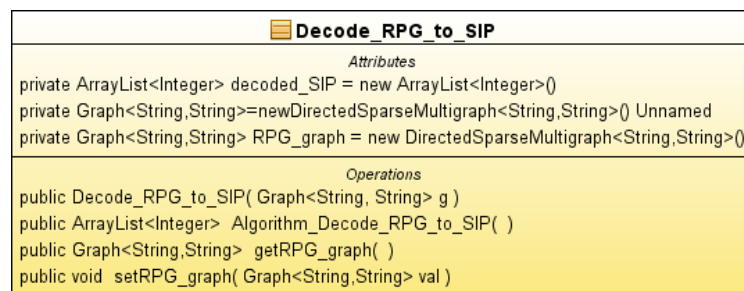 Decode_RPG_to_SIP
Attributes
private ArrayList<Integer> decoded_SIP = new ArrayList<Integer>()
private Graph<String,String>=newDirectedSparseMultigraph<String,String>() Unnamed
private Graph<String,String> RPG_graph = new DirectedSparseMultigraph<String,String>()
Operations
public Decode_RPG_to_SIP( Graph<String, String> g )
public ArrayList<Integer> Algorithm_Decode_RPG_to_SIP( )
public Graph<String,String> getRPG_graph( )
public void setRPG_graph( Graph<String,String> val )